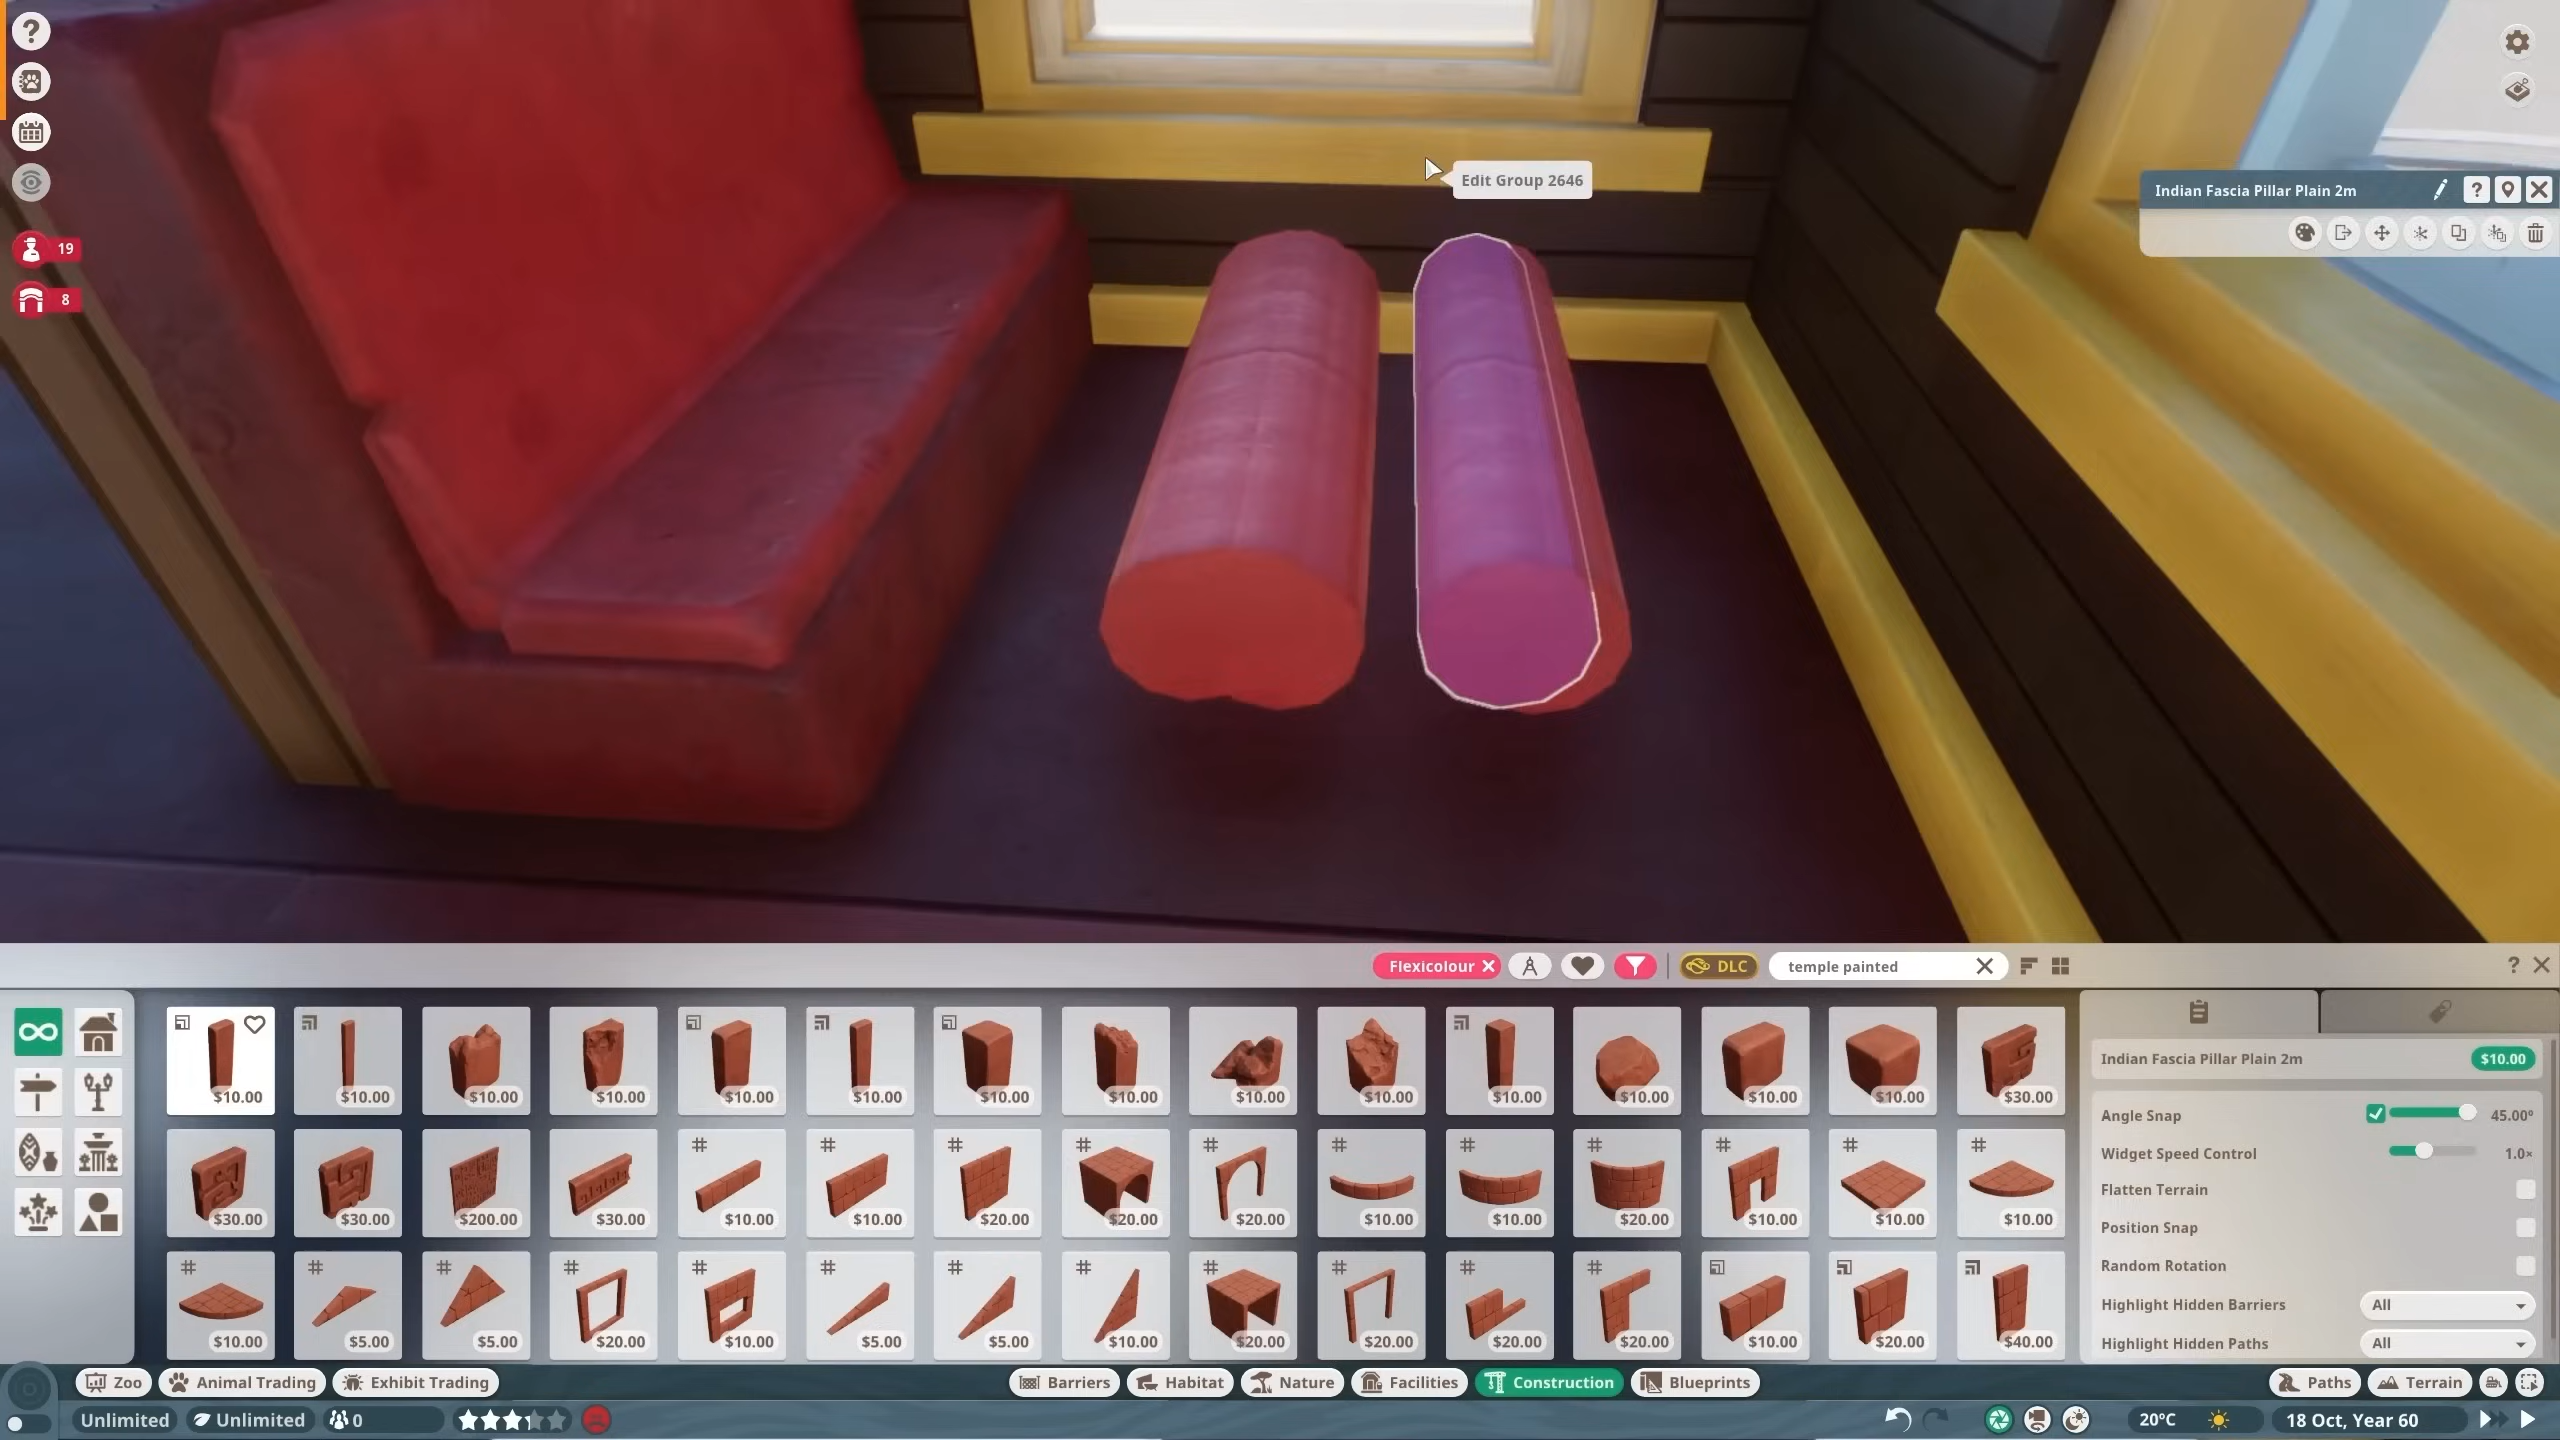 Edit Group 2646
Indian Fascia Pillar Plain 2m
?
?
19
8
Flexicolour
DLC
temple painted
?
$10.00 $10.00 $10.00 $10.00 $10.00 $10.00 $10.00 $10.00 $10.00 $10.00 $10.00 $10.00 $10.00 $10.00 $30.00
$30.00 $30.00 $200.00 $30.00 $10.00 $10.00 $20.00 $20.00 $20.00 $10.00 $10.00 $20.00 $10.00 $10.00 $10.00
$10.00 $5.00 $5.00 $20.00 $10.00 $5.00 $5.00 $10.00 $20.00 $20.00 $20.00 $20.00 $10.00 $20.00 $40.00
Indian Fascia Pillar Plain 2m $10.00
Angle Snap 45.00°
Widget Speed Control 1.0×
Flatten Terrain
Position Snap
Random Rotation
Highlight Hidden Barriers All
Highlight Hidden Paths All
Zoo Animal Trading Exhibit Trading Barriers Habitat Nature Facilities Construction Blueprints Paths Terrain
Unlimited Unlimited 0 20°C 18 Oct, Year 60